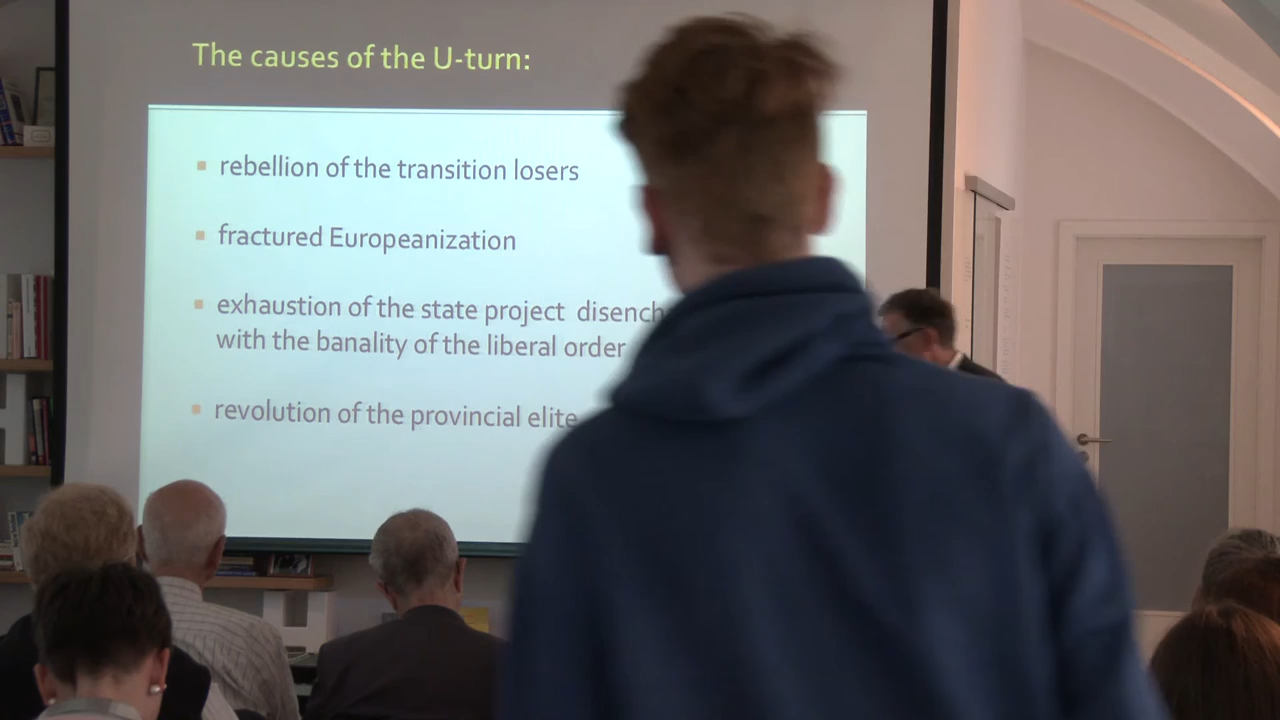 The causes of the U-turn:
rebellion of the transition losers
fractured Europeanization
exhaustion of the state project disench
with the banality of the liberal order
revolution of the provincial elite